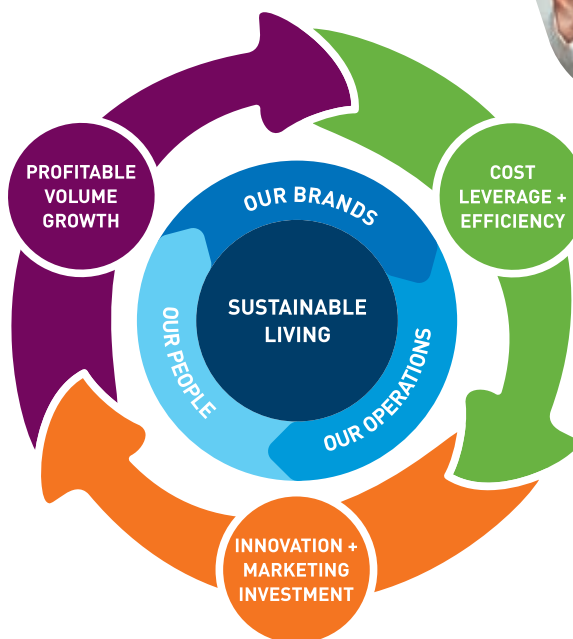 PROFITABLE
VOLUME
GROWTH
COST
LEVERAGE +
EFFICIENCY
OUR BRANDS
SUSTAINABLE
LIVING
OUR PEOPLE
OUR OPERATIONS
INNOVATION +
MARKETING
INVESTMENT